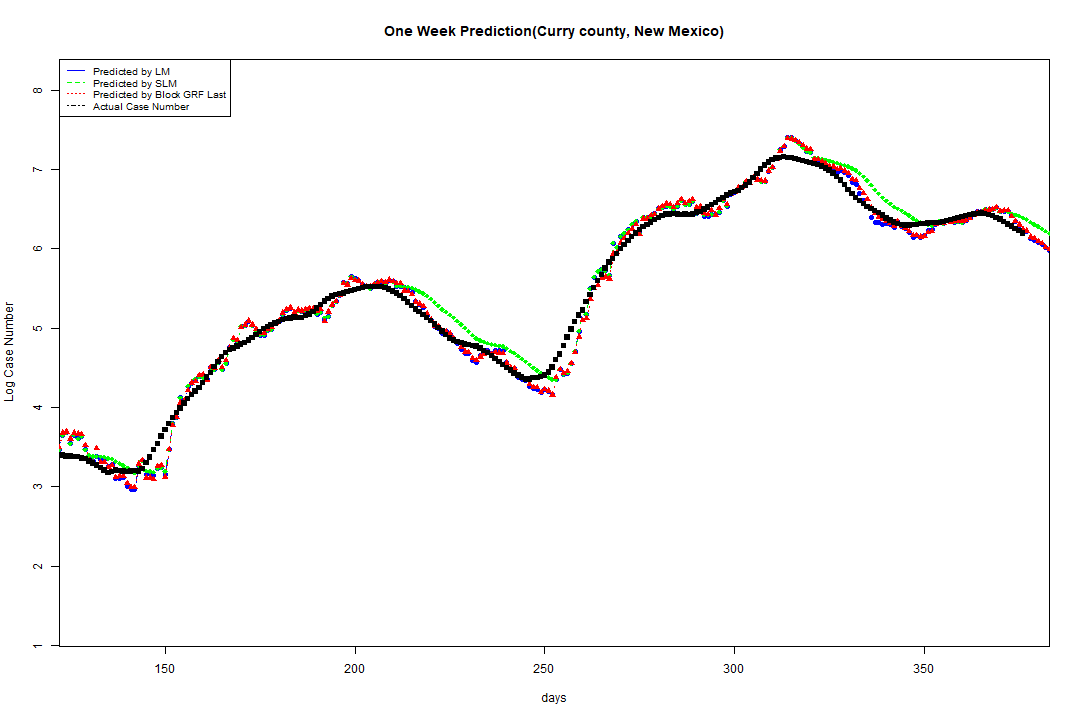 One Week Prediction(Curry county, New Mexico)
Predicted by LM
Predicted by SLM
Predicted by Block GRF Last
Actual Case Number
8
7
6
5
4
3
2
1
Log Case Number
150 200 250 300 350
days